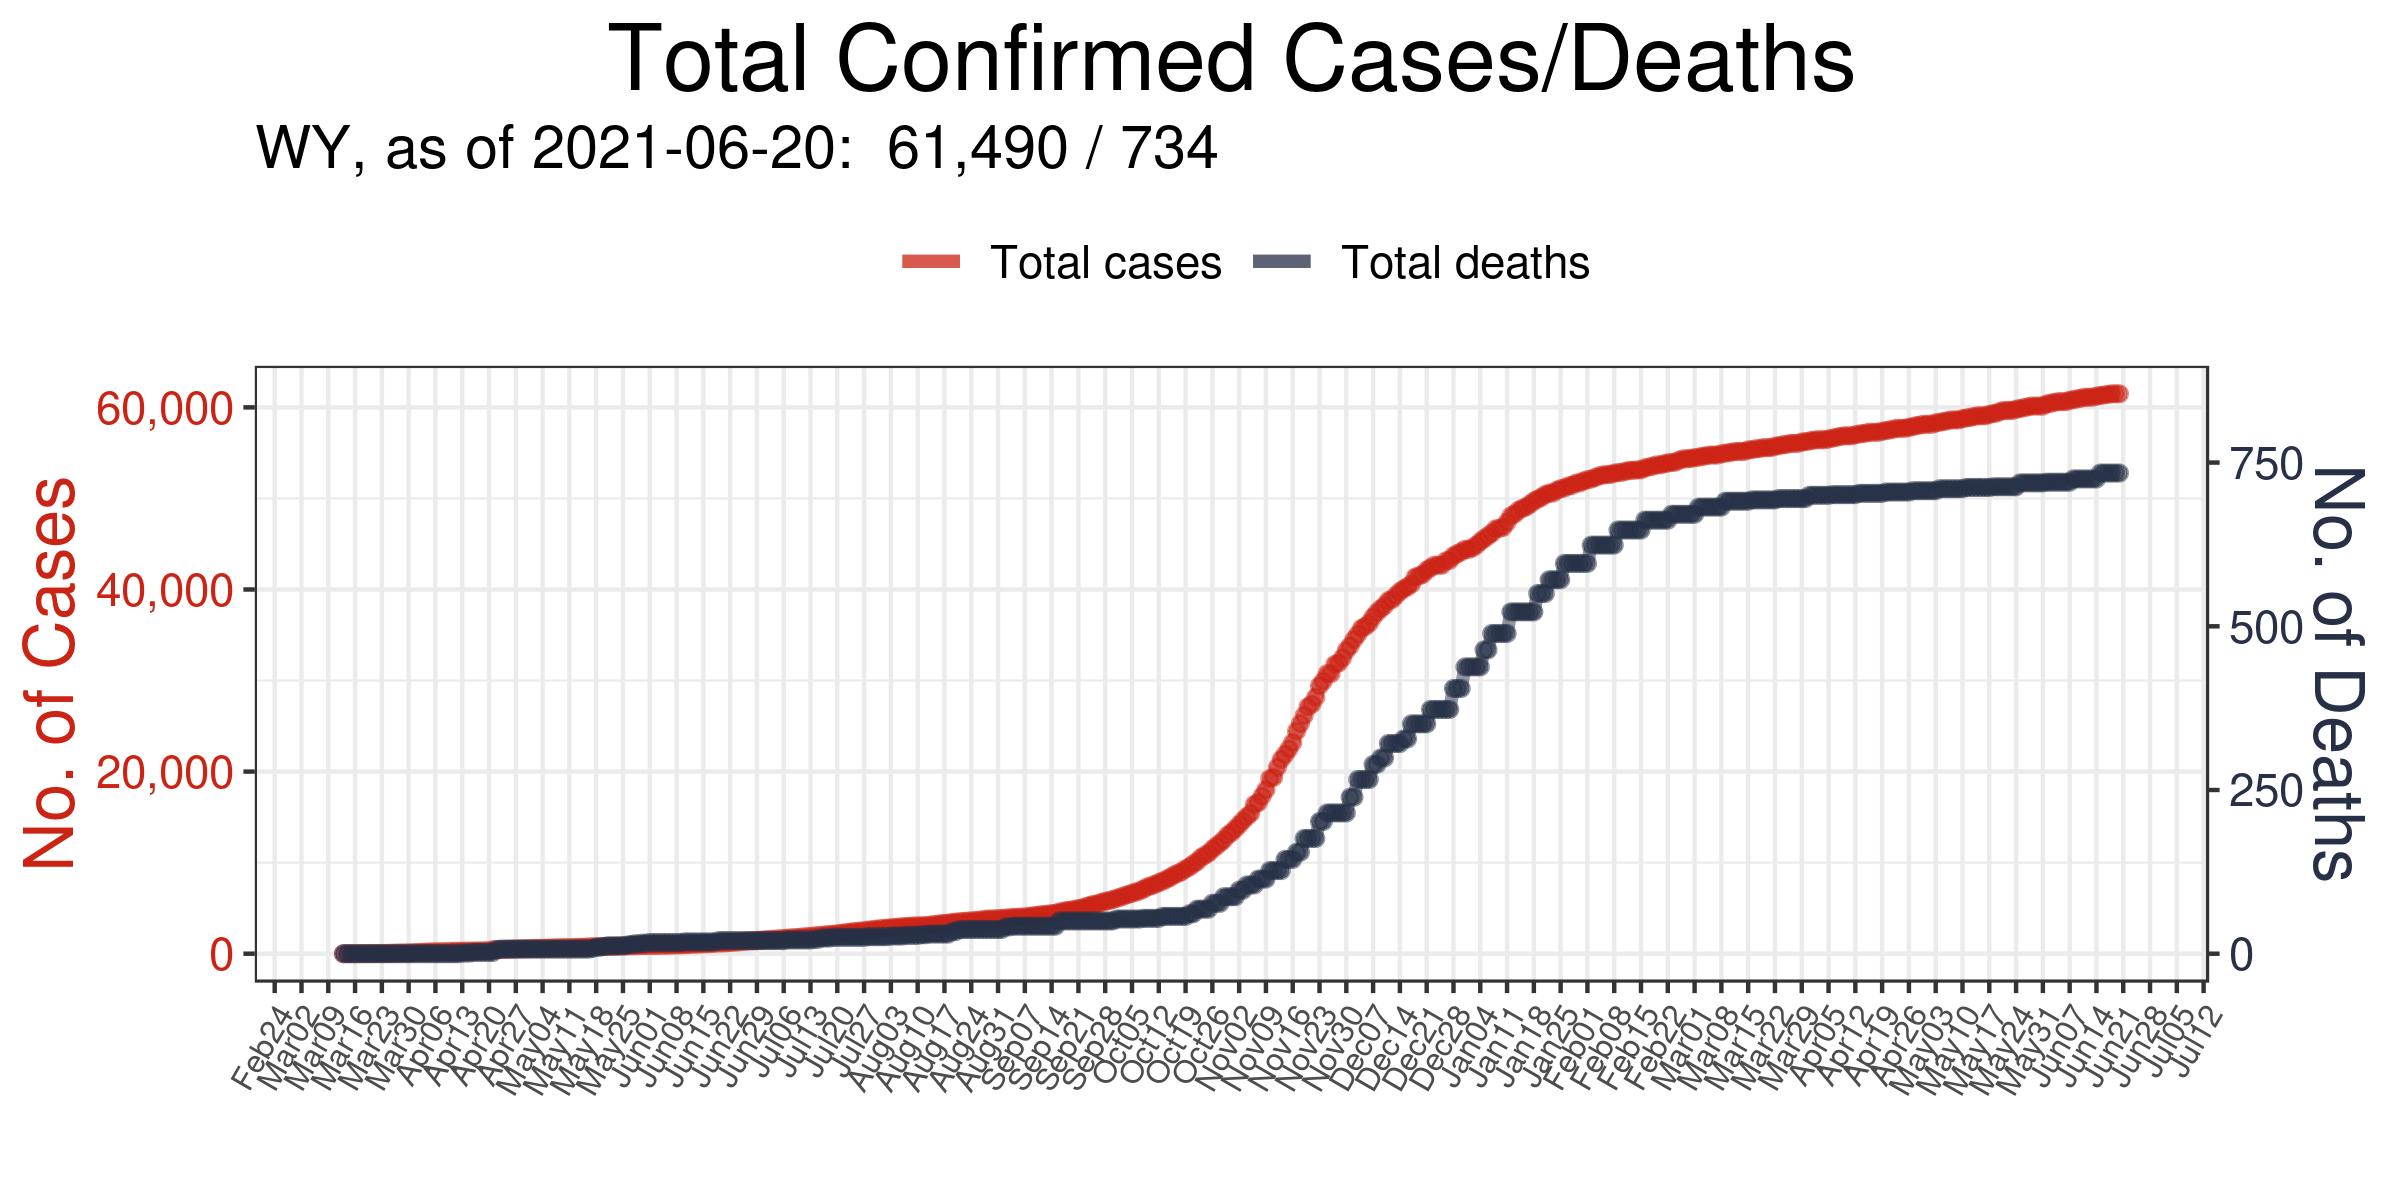 Total Confirmed Cases/Deaths
WY, as of 2021-06-20: 61,490 / 734
Total cases
Total deaths
No. of Cases
60,000
40,000
20,000
0
750
500
250
0
No. of Deaths
Feb24
Mar02
Mar09
Mar16
Mar23
Mar30
Apr06
Apr13
Apr20
Apr27
May04
May11
May18
May25
Jun01
Jun08
Jun15
Jun22
Jun29
Jul06
Jul13
Jul20
Jul27
Aug03
Aug10
Aug17
Aug24
Aug31
Sep07
Sep14
Sep21
Sep28
Oct05
Oct12
Oct19
Oct26
Nov02
Nov09
Nov16
Nov23
Nov30
Dec07
Dec14
Dec21
Dec28
Jan04
Jan11
Jan18
Jan25
Feb01
Feb08
Feb15
Feb22
Mar01
Mar08
Mar15
Mar22
Mar29
Apr05
Apr12
Apr19
Apr26
May03
May10
May17
May24
May31
Jun07
Jun14
Jun21
Jun28
Jul05
Jul12